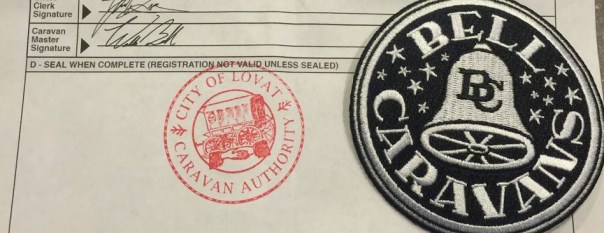 Clerk
Signature
Caravan
Master
Signature
D - SEAL WHEN COMPLETE (REGISTRATION NOT VALID UNLESS SEALED)
CITY OF LOVAT
CARAVAN AUTHORITY
BELL
BC
CARAVANS